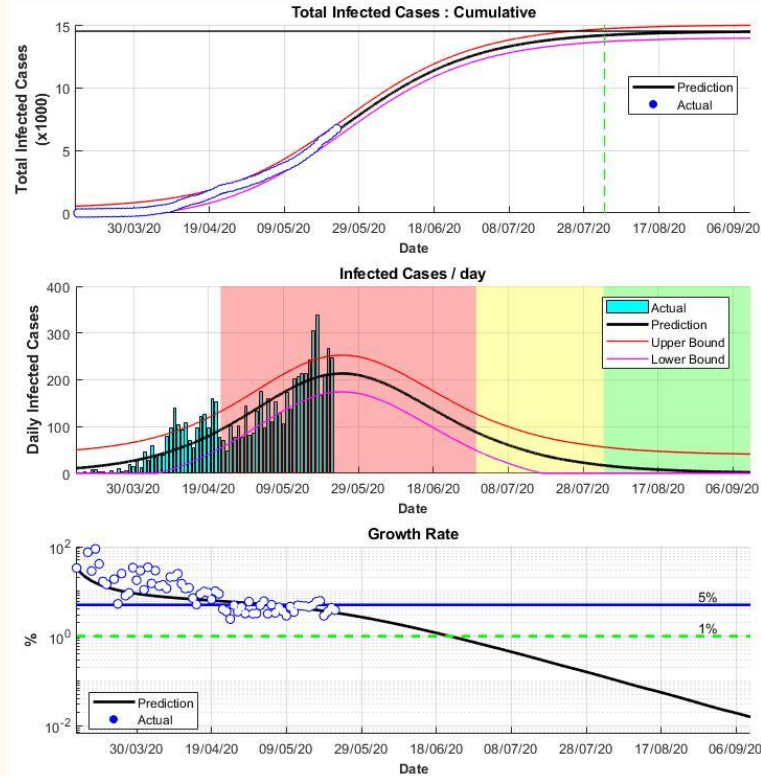 Total Infected Cases : Cumulative
Total Infected Cases
(x1000)
15
10
5
0
Prediction
Actual
30/03/20 19/04/20 09/05/20 29/05/20 18/06/20 08/07/20 28/07/20 17/08/20 06/09/20
Date
Infected Cases / day
Daily Infected Cases
400
300
200
100
0
Actual
Prediction
Upper Bound
Lower Bound
30/03/20 19/04/20 09/05/20 29/05/20 18/06/20 08/07/20 28/07/20 17/08/20 06/09/20
Date
Growth Rate
%
10^2
10^0
10^-2
5%
1%
Prediction
Actual
30/03/20 19/04/20 09/05/20 29/05/20 18/06/20 08/07/20 28/07/20 17/08/20 06/09/20
Date